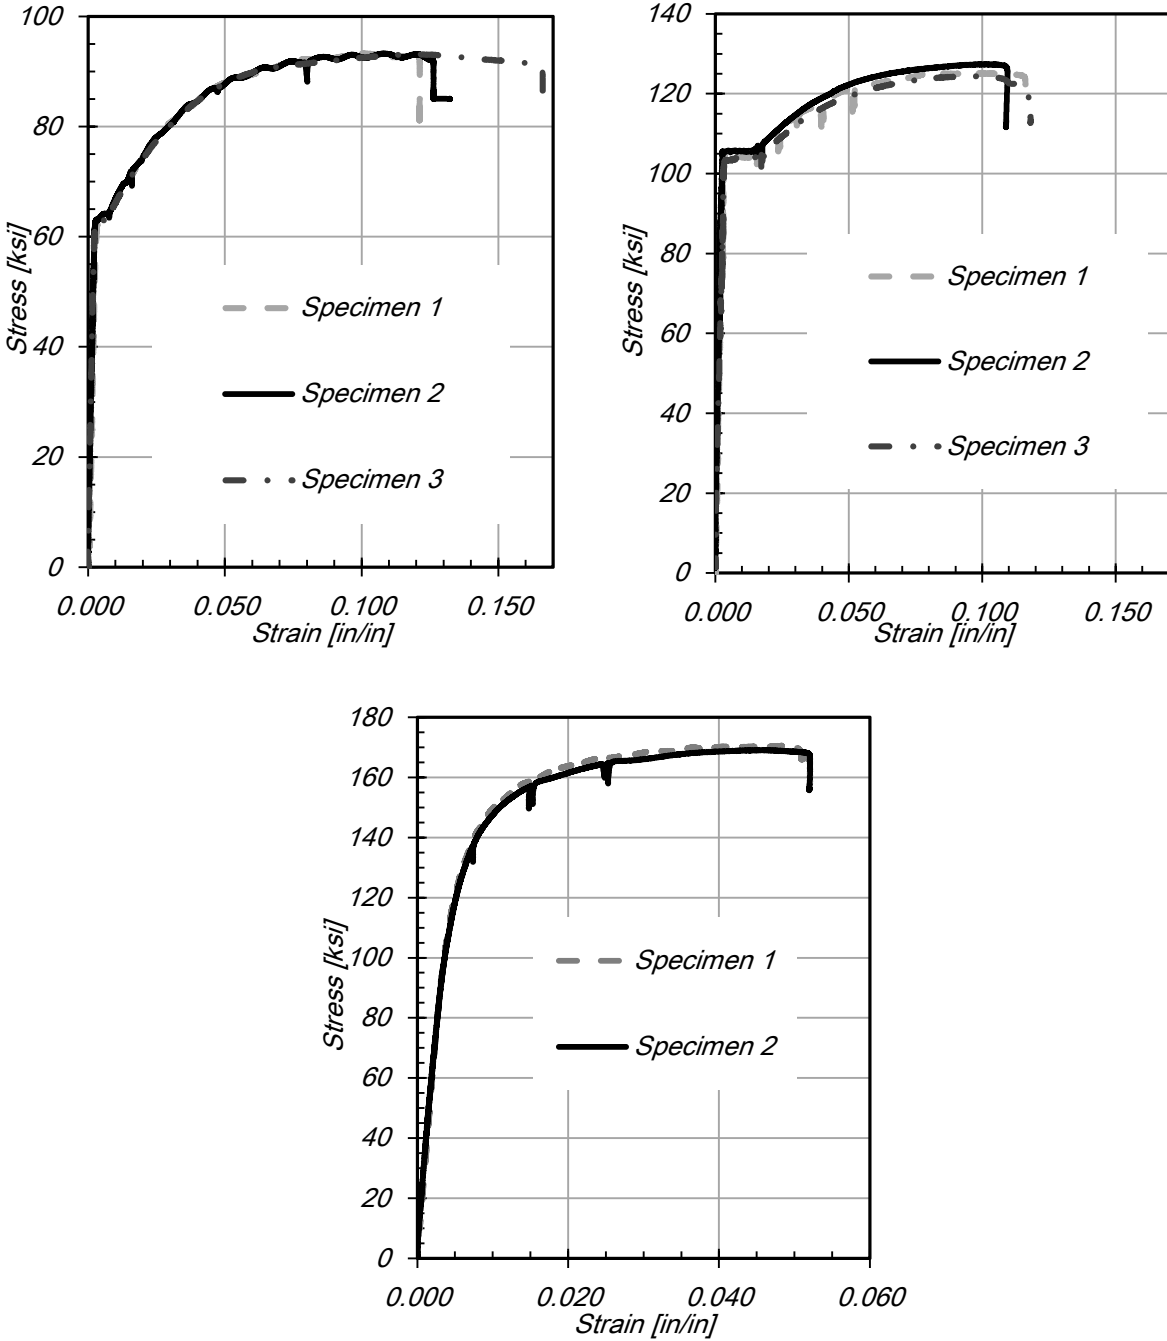 100
80
60
40
20
0
Stress [ksi]
Specimen 1
Specimen 2
Specimen 3
0.000 0.050 0.100 0.150
Strain [in/in]
140
120
100
80
60
40
20
0
Stress [ksi]
Specimen 1
Specimen 2
Specimen 3
0.000 0.050 0.100 0.150
Strain [in/in]
180
160
140
120
100
80
60
40
20
0
Stress [ksi]
Specimen 1
Specimen 2
0.000 0.020 0.040 0.060
Strain [in/in]